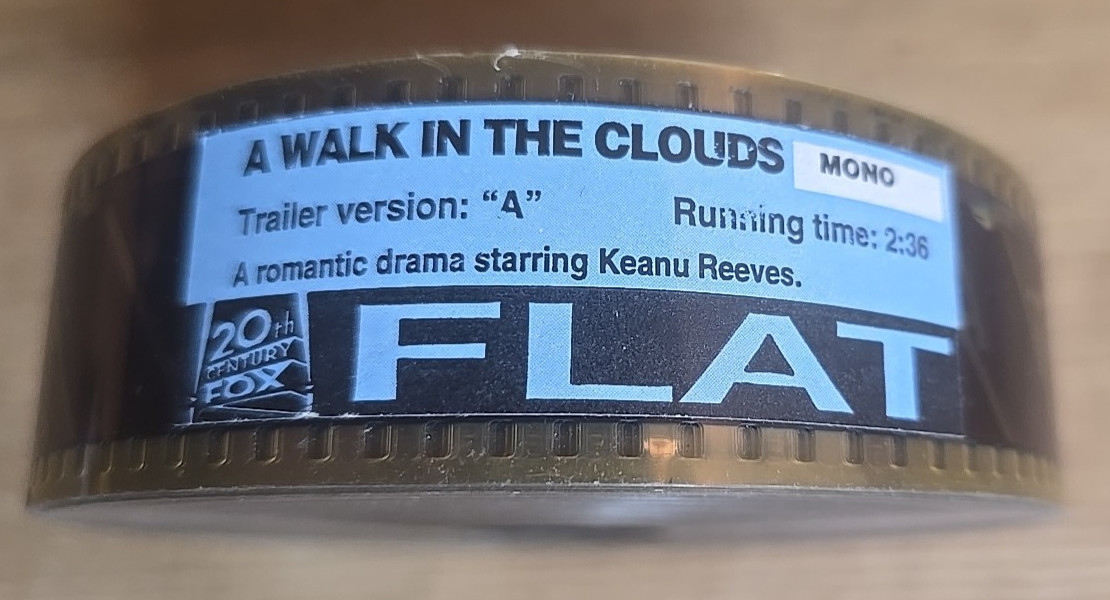 A WALK IN THE CLOUDS MONO
Trailer version: “A” Running time: 2:36
A romantic drama starring Keanu Reeves.
20th
CENTURY
FOX
FLAT